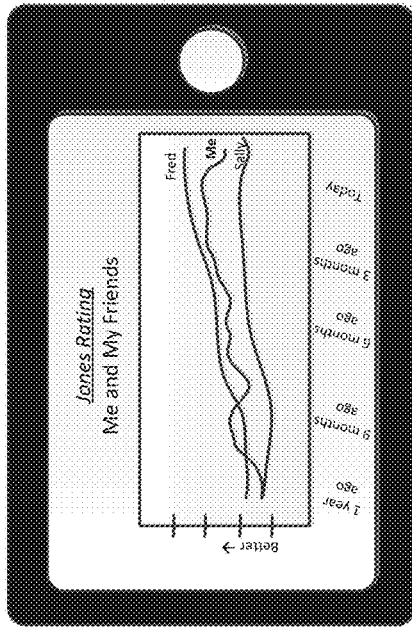 Jones Rating
Me and My Friends
Fred
Me
Sally
Better →
1 year
ago
9 months
ago
6 months
ago
3 months
ago
Today